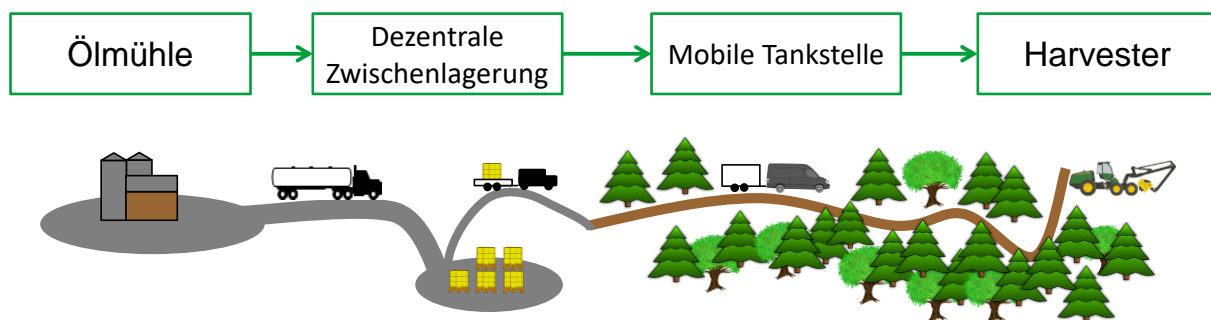 Ölmühle
Dezentrale
Zwischenlagerung
Mobile Tankstelle
Harvester